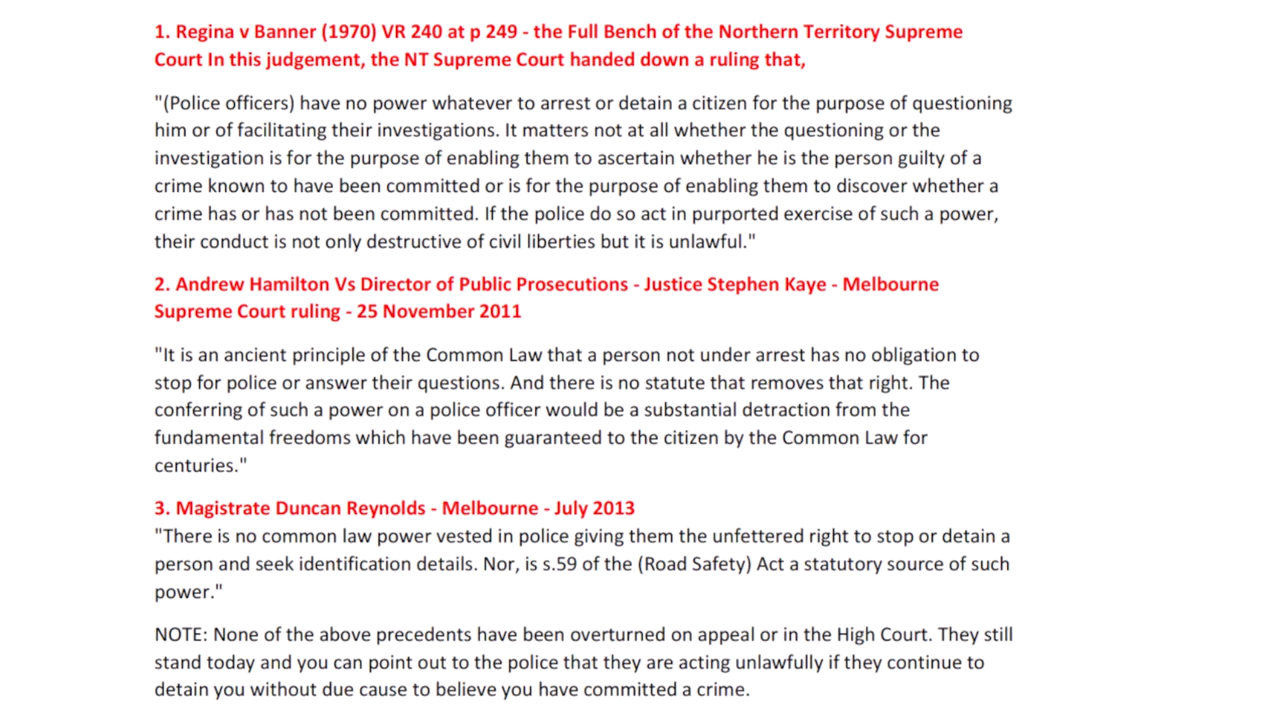 1. Regina v Banner (1970) VR 240 at p 249 - the Full Bench of the Northern Territory Supreme
Court In this judgement, the NT Supreme Court handed down a ruling that,
"(Police officers) have no power whatever to arrest or detain a citizen for the purpose of questioning
him or of facilitating their investigations. It matters not at all whether the questioning or the
investigation is for the purpose of enabling them to ascertain whether he is the person guilty of a
crime known to have been committed or is for the purpose of enabling them to discover whether a
crime has or has not been committed. If the police do so act in purported exercise of such a power,
their conduct is not only destructive of civil liberties but it is unlawful."
2. Andrew Hamilton Vs Director of Public Prosecutions - Justice Stephen Kaye - Melbourne
Supreme Court ruling - 25 November 2011
"It is an ancient principle of the Common Law that a person not under arrest has no obligation to
stop for police or answer their questions. And there is no statute that removes that right. The
conferring of such a power on a police officer would be a substantial detraction from the
fundamental freedoms which have been guaranteed to the citizen by the Common Law for
centuries."
3. Magistrate Duncan Reynolds - Melbourne - July 2013
"There is no common law power vested in police giving them the unfettered right to stop or detain a
person and seek identification details. Nor, is s.59 of the (Road Safety) Act a statutory source of such
power."
NOTE: None of the above precedents have been overturned on appeal or in the High Court. They still
stand today and you can point out to the police that they are acting unlawfully if they continue to
detain you without due cause to believe you have committed a crime.